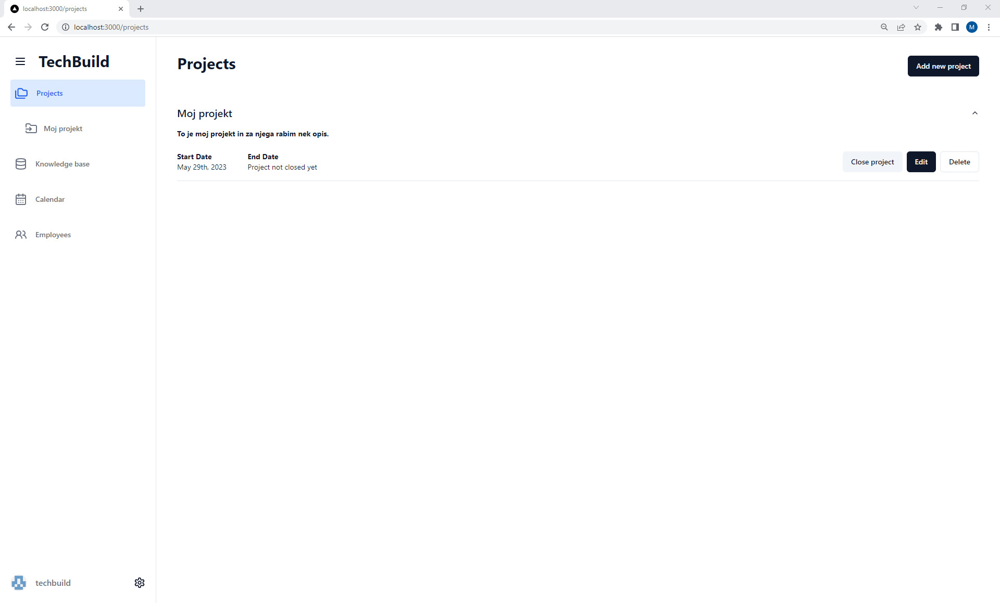 localhost:3000/projects
localhost:3000/projects
M
TechBuild
Projects
Moj projekt
Knowledge base
Calendar
Employees
techbuild
Projects
Add new project
Moj projekt
To je moj projekt in za njega rabim nek opis.
Start Date
May 29th, 2023
End Date
Project not closed yet
Close project
Edit
Delete